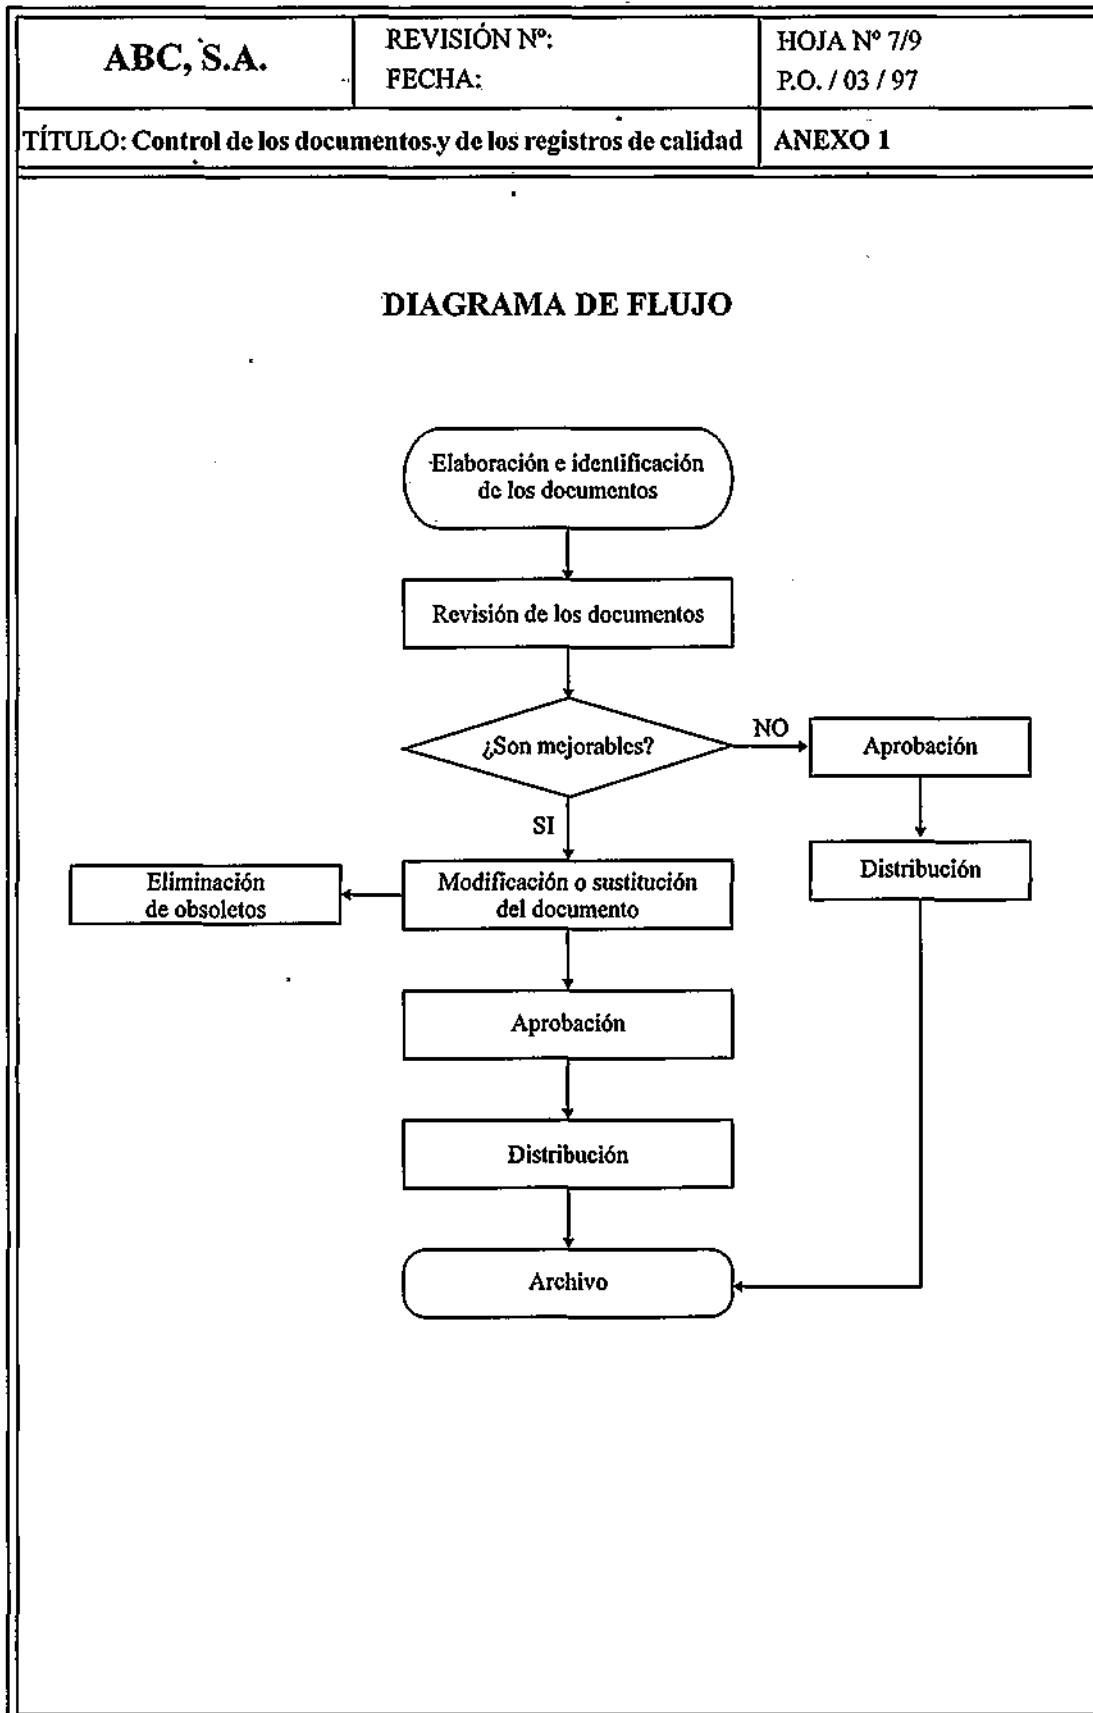 ABC, S.A.
REVISIÓN Nº:
FECHA:
HOJA Nº 7/9
P.O. / 03 / 97
TÍTULO: Control de los documentos y de los registros de calidad
ANEXO 1
DIAGRAMA DE FLUJO
Elaboración e identificación
de los documentos
Revisión de los documentos
¿Son mejorables?
NO
Aprobación
SI
Distribución
Eliminación
de obsoletos
Modificación o sustitución
del documento
Aprobación
Distribución
Archivo